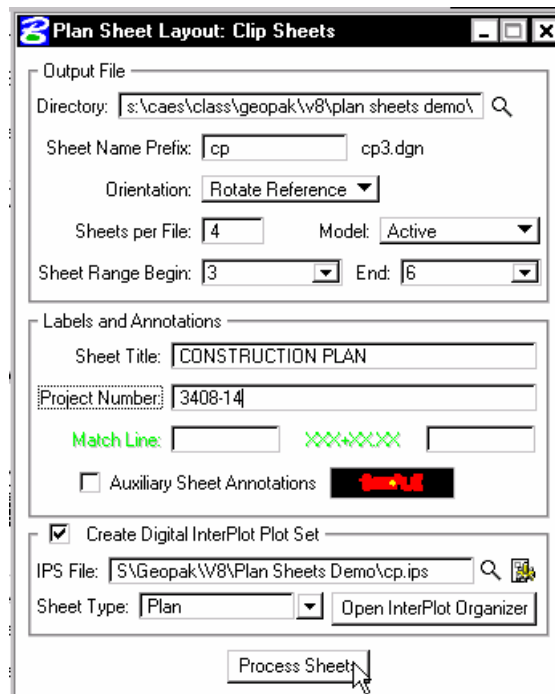 Plan Sheet Layout: Clip Sheets
Output File
Directory: s:\caes\class\geopak\v8\plan sheets demo\
Sheet Name Prefix: cp cp3.dgn
Orientation: Rotate Reference
Sheets per File: 4 Model: Active
Sheet Range Begin: 3 End: 6
Labels and Annotations
Sheet Title: CONSTRUCTION PLAN
Project Number: 3408-14
Match Line: XXX+XX.XX
Auxiliary Sheet Annotations
Create Digital InterPlot Plot Set
IPS File: S\Geopak\V8\Plan Sheets Demo\cp.ips
Sheet Type: Plan Open InterPlot Organizer
Process Sheets